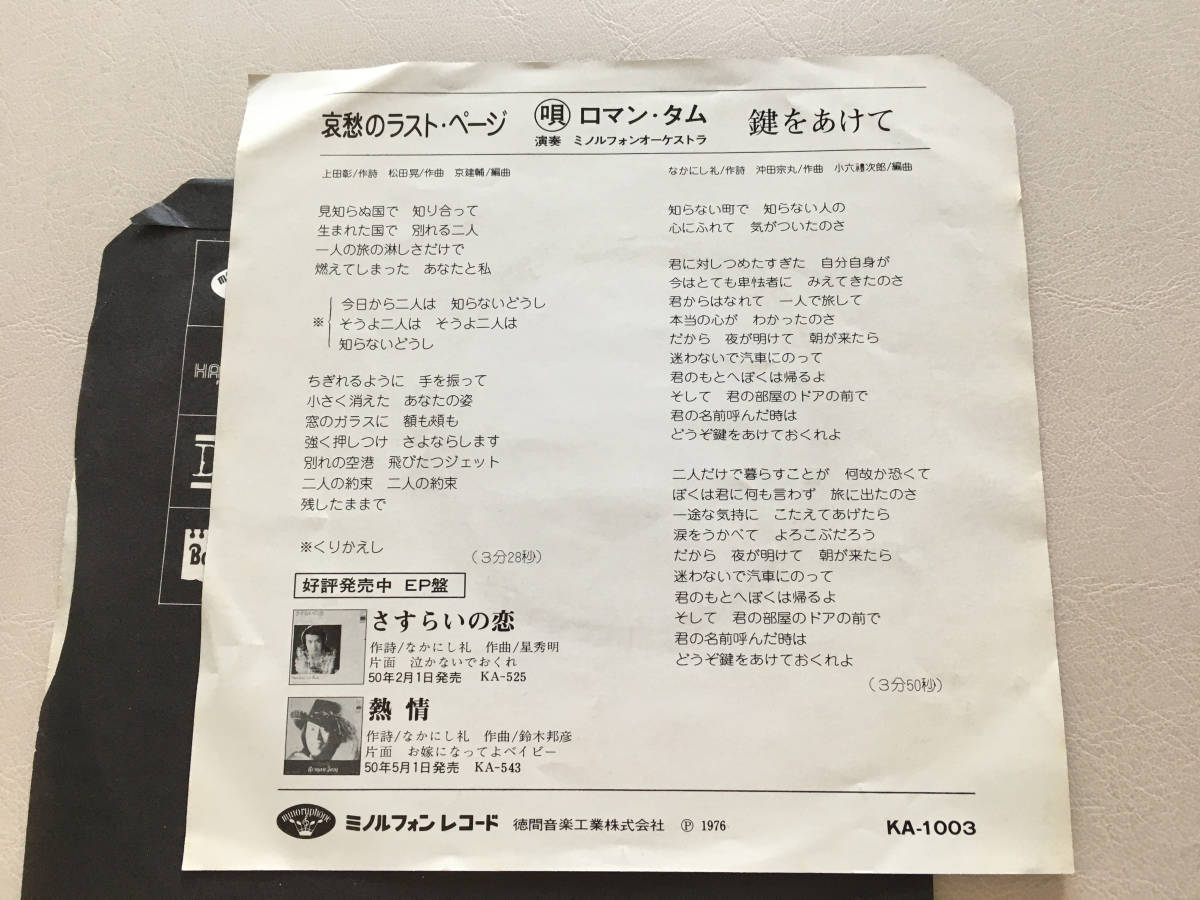 哀愁のラスト・ページ
唄 ロマン・タム
演奏 ミノルフォンオーケストラ
鍵をあけて
上田彰/作詩 松田晃/作曲 京建輔/編曲
見知らぬ国で 知り合って
生まれた国で 別れる二人
一人の旅の淋しさだけで
燃えてしまった あなたと私
※
今日から二人は 知らないどうし
そうよ二人は そうよ二人は
知らないどうし
ちぎれるように 手を振って
小さく消えた あなたの姿
窓のガラスに 額も頬も
強く押しつけ さよならします
別れの空港 飛びたつジェット
二人の約束 二人の約束
残したままで
※くりかえし
(3分28秒)
なかにし礼/作詩 沖田宗丸/作曲 小六禮次郎/編曲
知らない町で 知らない人の
心にふれて 気がついたのさ
君に対しつめたすぎた 自分自身が
今はとても卑怯者に みえてきたのさ
君からはなれて 一人で旅して
本当の心が わかったのさ
だから 夜が明けて 朝が来たら
迷わないで汽車にのって
君のもとへぼくは帰るよ
そして 君の部屋のドアの前で
君の名前呼んだ時は
どうぞ鍵をあけておくれよ
二人だけで暮らすことが 何故か恐くて
ぼくは君に何も言わず 旅に出たのさ
一途な気持に こたえてあげたら
涙をうかべて よろこぶだろう
だから 夜が明けて 朝が来たら
迷わないで汽車にのって
君のもとへぼくは帰るよ
そして 君の部屋のドアの前で
君の名前呼んだ時は
どうぞ鍵をあけておくれよ
(3分50秒)
好評発売中 EP盤
さすらいの恋
作詩/なかにし礼 作曲/星秀明
片面 泣かないでおくれ
50年2月1日発売 KA-525
熱情
作詩/なかにし礼 作曲/鈴木邦彦
片面 お嫁になってよベイビー
50年5月1日発売 KA-543
minoruphone
ミノルフォンレコード 徳間音楽工業株式会社 Ⓟ 1976
KA-1003